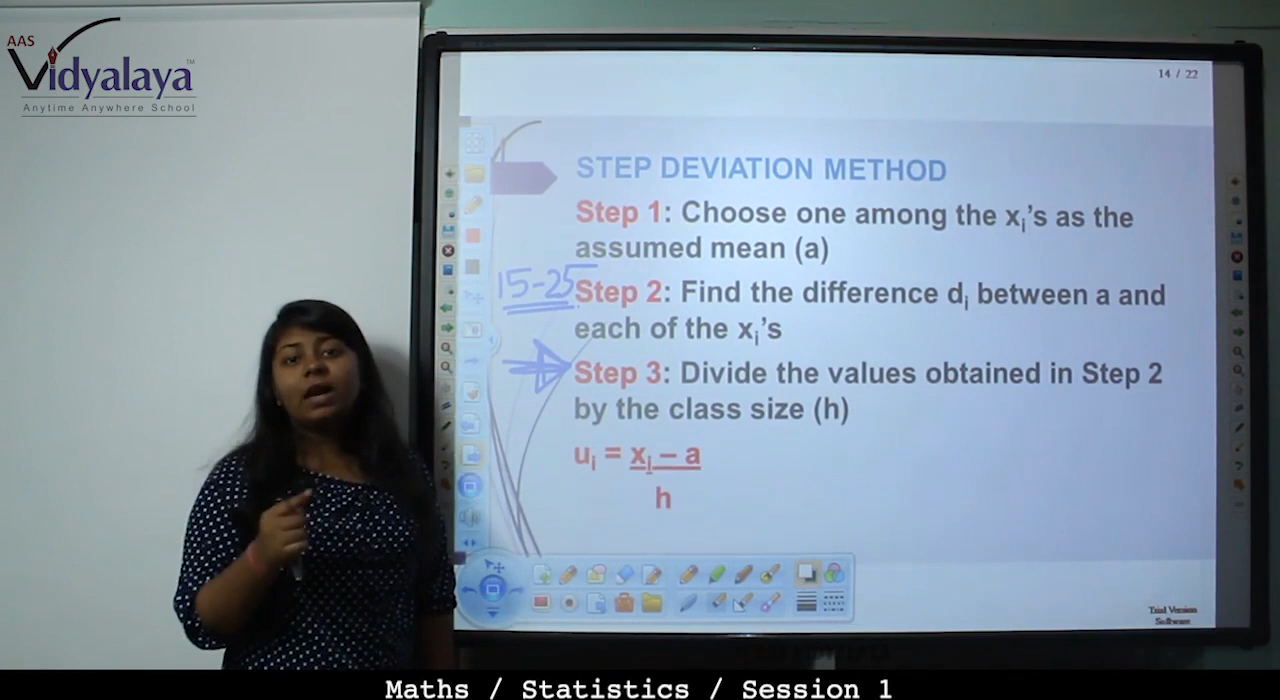 AAS
Vidyalaya™
Anytime Anywhere School
14 / 22
STEP DEVIATION METHOD
Step 1: Choose one among the xᵢ's as the
assumed mean (a)
15-25
Step 2: Find the difference dᵢ between a and
each of the xᵢ's
Step 3: Divide the values obtained in Step 2
by the class size (h)
uᵢ = xᵢ – a
h
Trial Version
Software
Maths / Statistics / Session 1